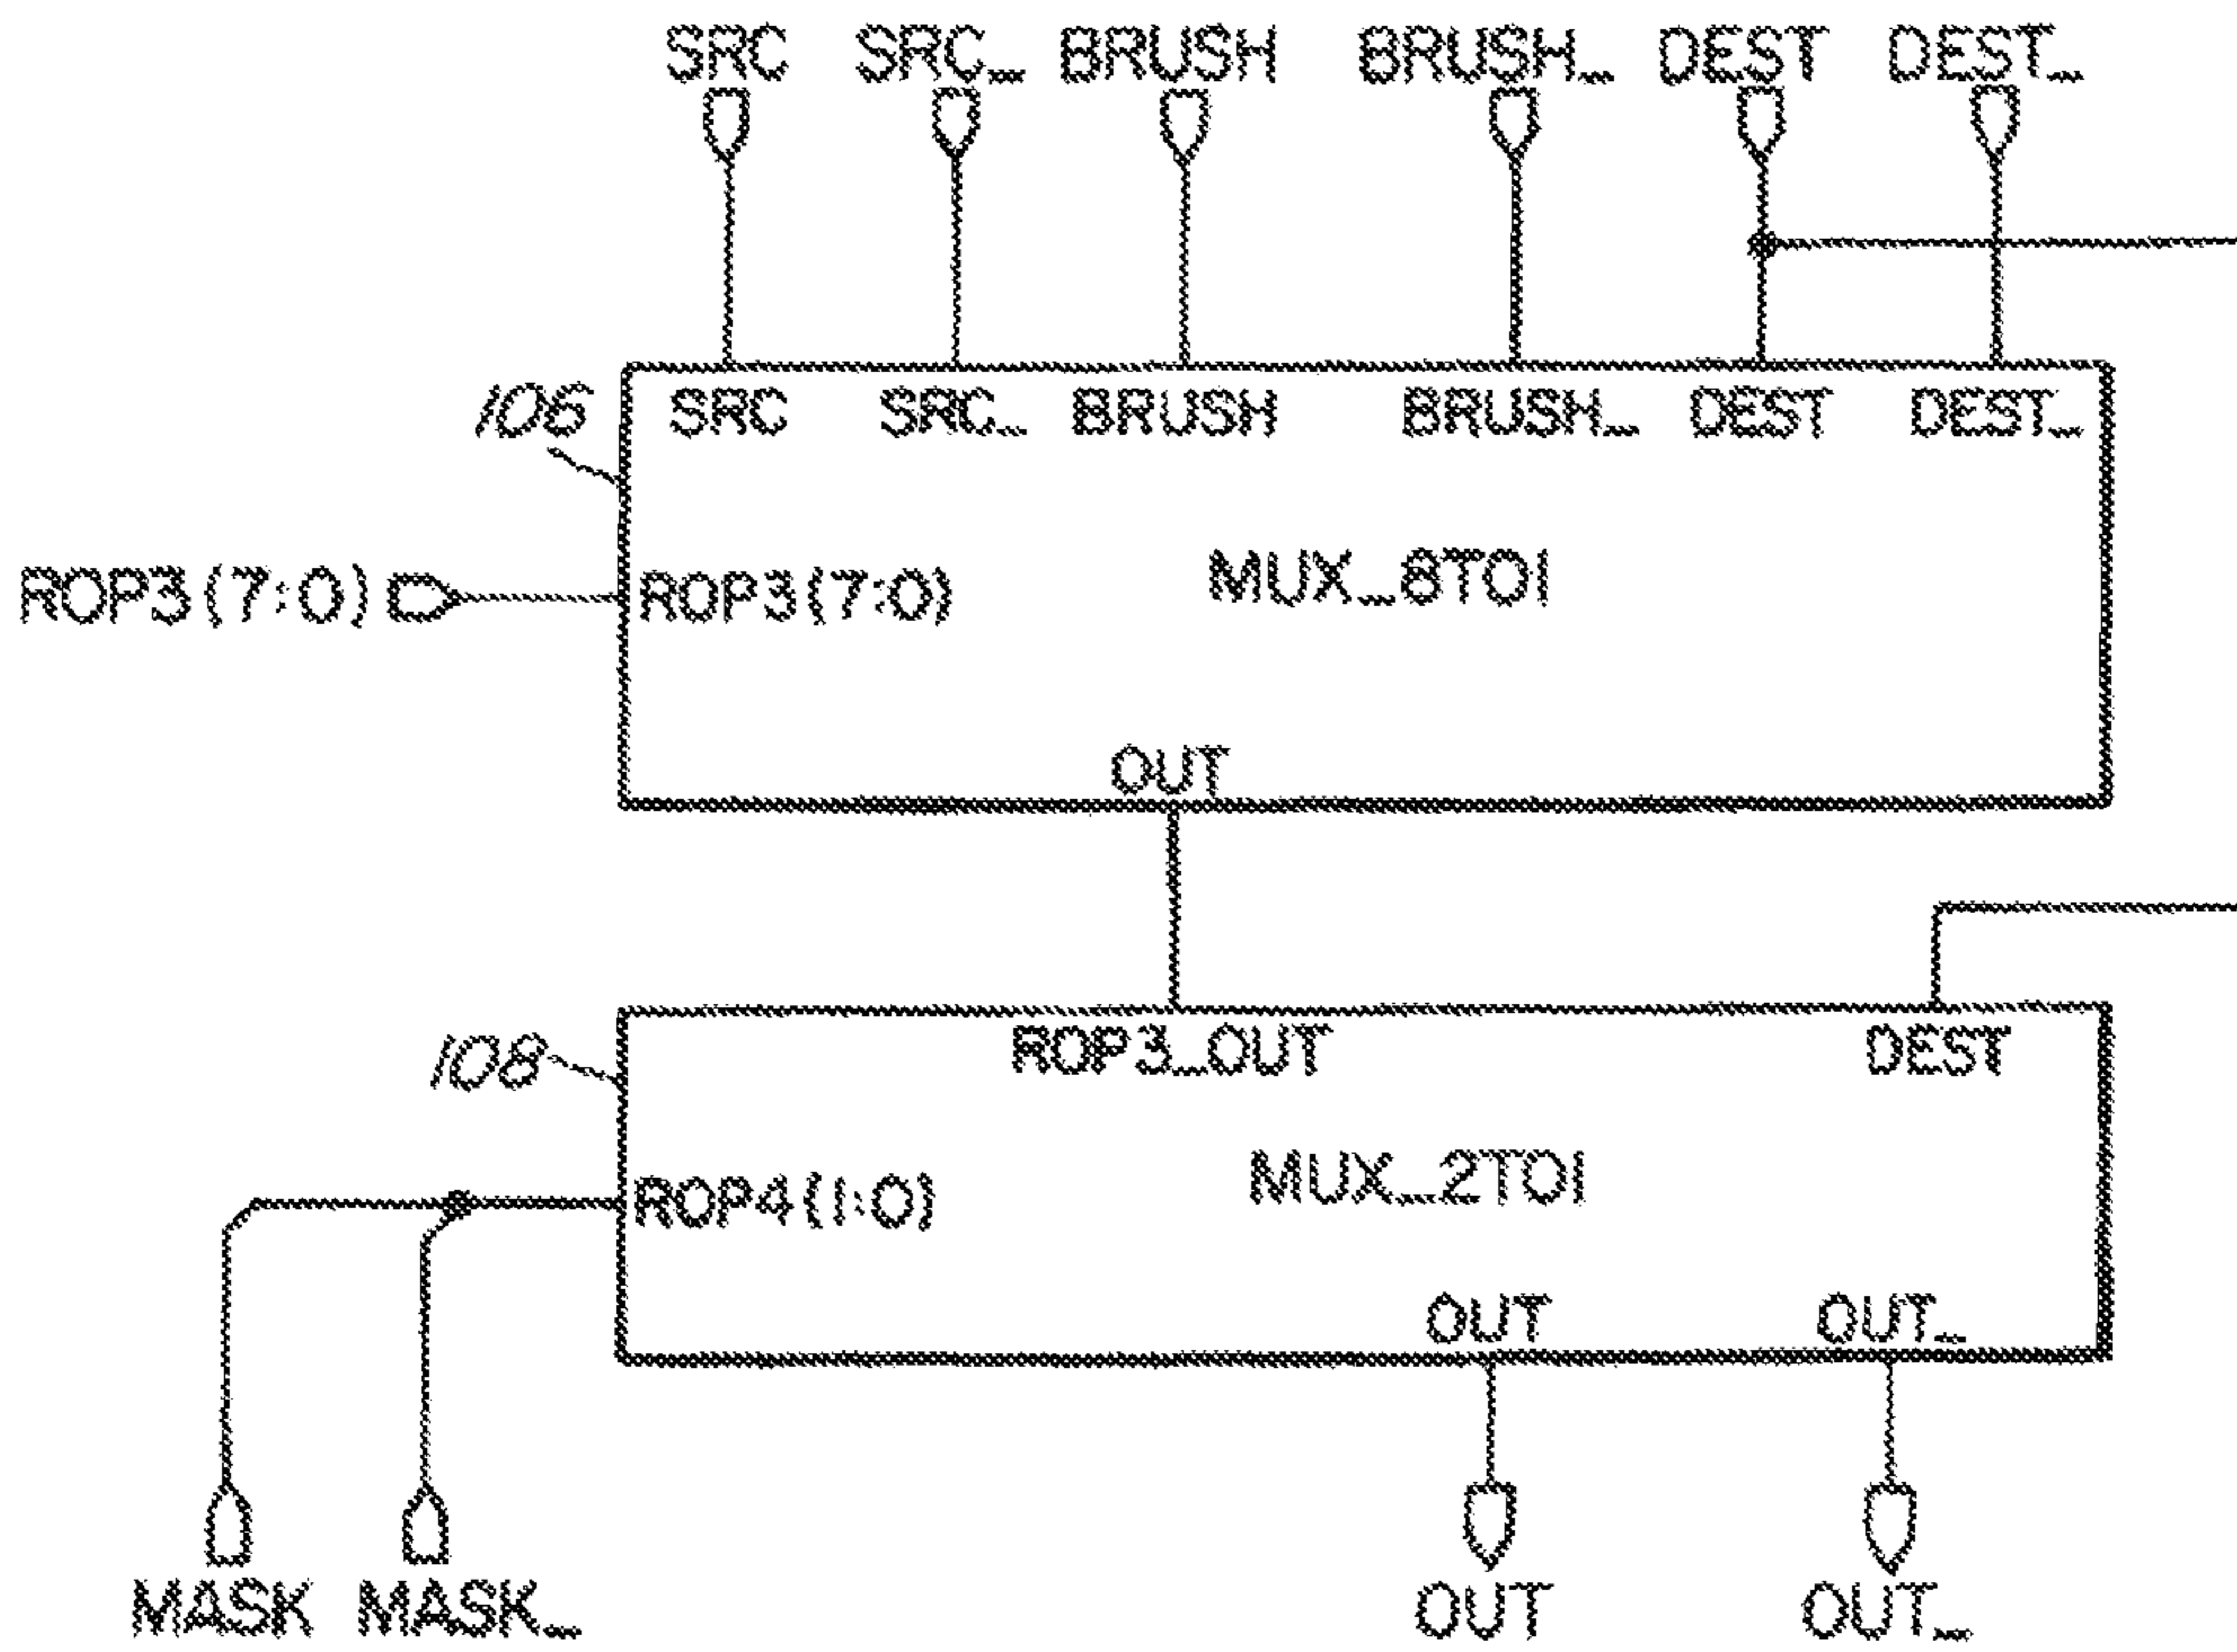 SRC SRC_ BRUSH BRUSH_ DEST DEST_
106
SRC SRC_ BRUSH BRUSH_ DEST DEST_
ROP3(7:0) ROP3(7:0) MUX_8TO1
OUT
108
ROP3_OUT DEST
ROP4(1:0) MUX_2TO1
OUT OUT_
MASK MASK_ OUT OUT_